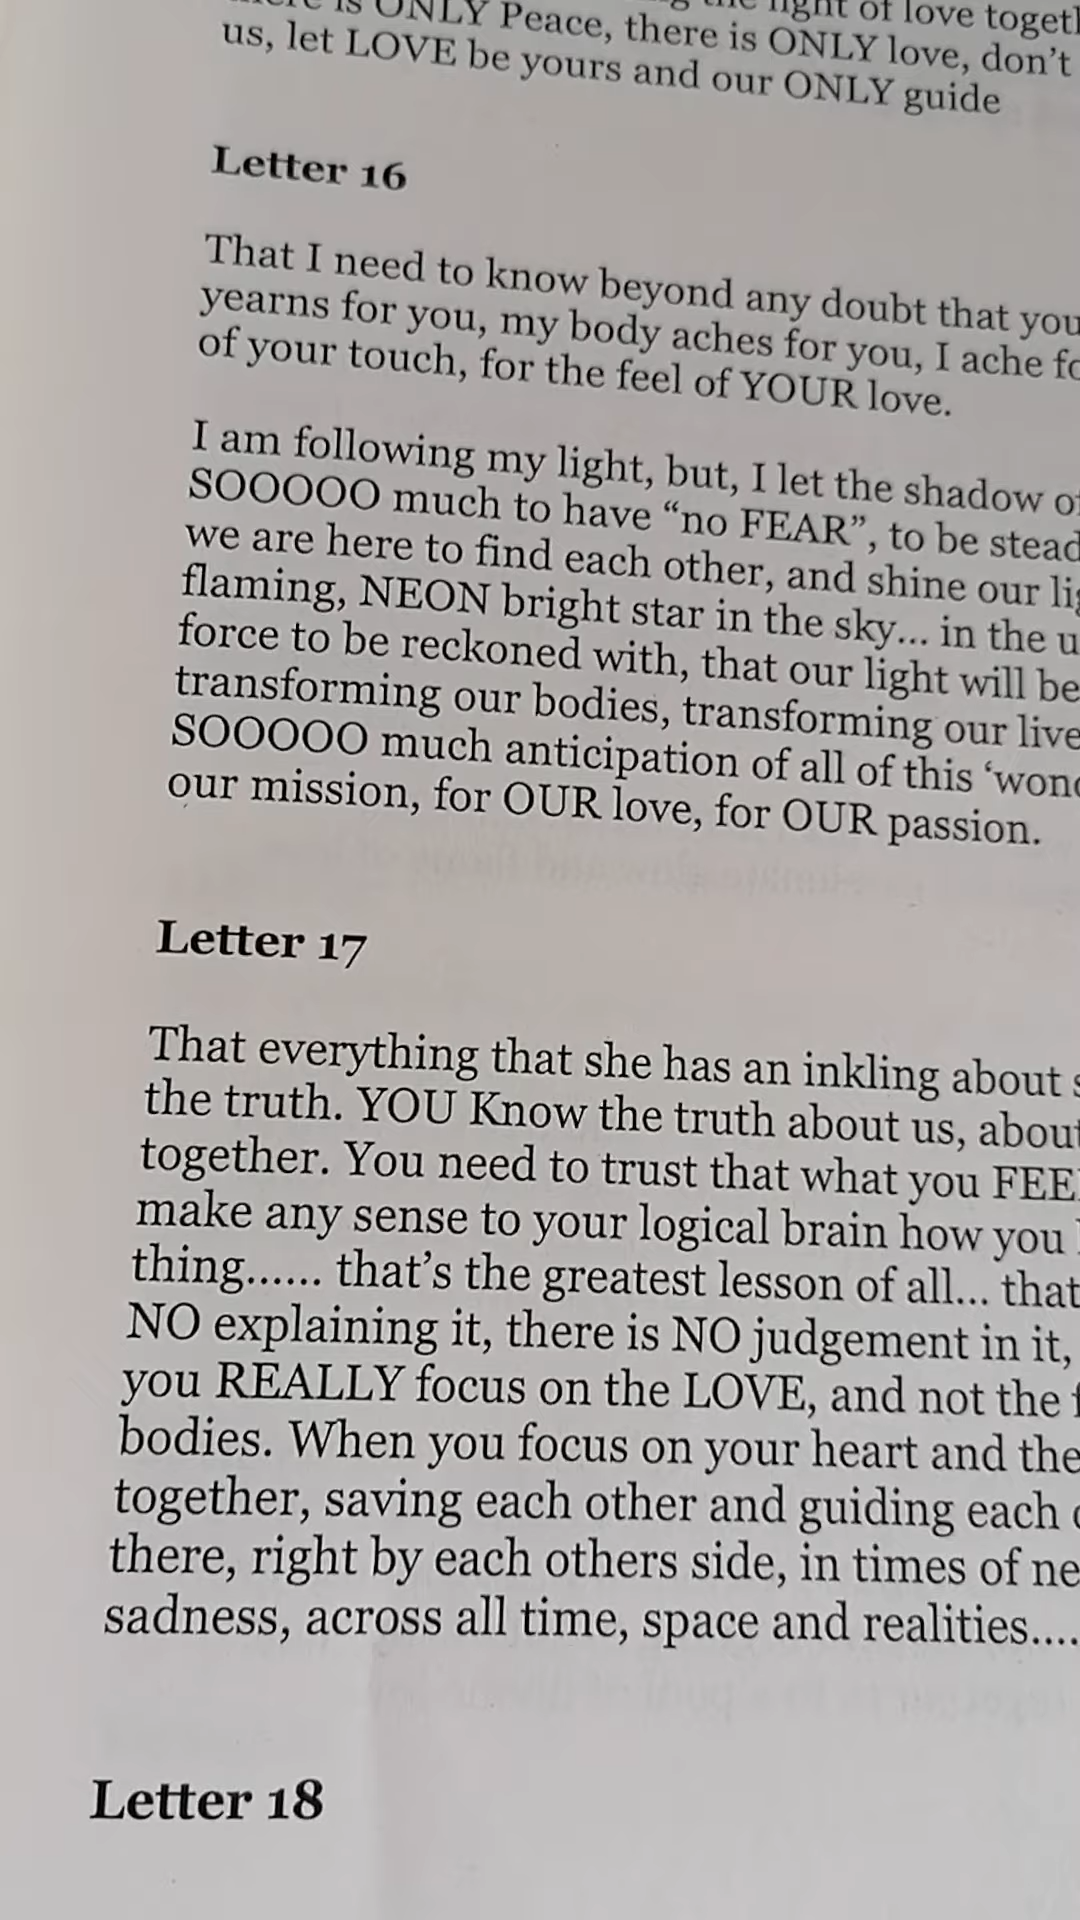 is ONLY Peace, there is ONLY love, don't
us, let LOVE be yours and our ONLY guide
Letter 16
That I need to know beyond any doubt that you
yearns for you, my body aches for you, I ache
of your touch, for the feel of YOUR love.
I am following my light, but, I let the shadow
SOOOOO much to have “no FEAR”, to be
we are here to find each other, and shine our
flaming, NEON bright star in the sky... in the
force to be reckoned with, that our light will be
transforming our bodies, transforming our
SOOOOO much anticipation of all of this
our mission, for OUR love, for OUR passion.
Letter 17
That everything that she has an inkling about
the truth. YOU Know the truth about us, about
together. You need to trust that what you
make any sense to your logical brain how you
thing...... that’s the greatest lesson of all... that
NO explaining it, there is NO judgement in it,
you REALLY focus on the LOVE, and not the
bodies. When you focus on your heart and the
together, saving each other and guiding each
there, right by each others side, in times of
sadness, across all time, space and realities....
Letter 18